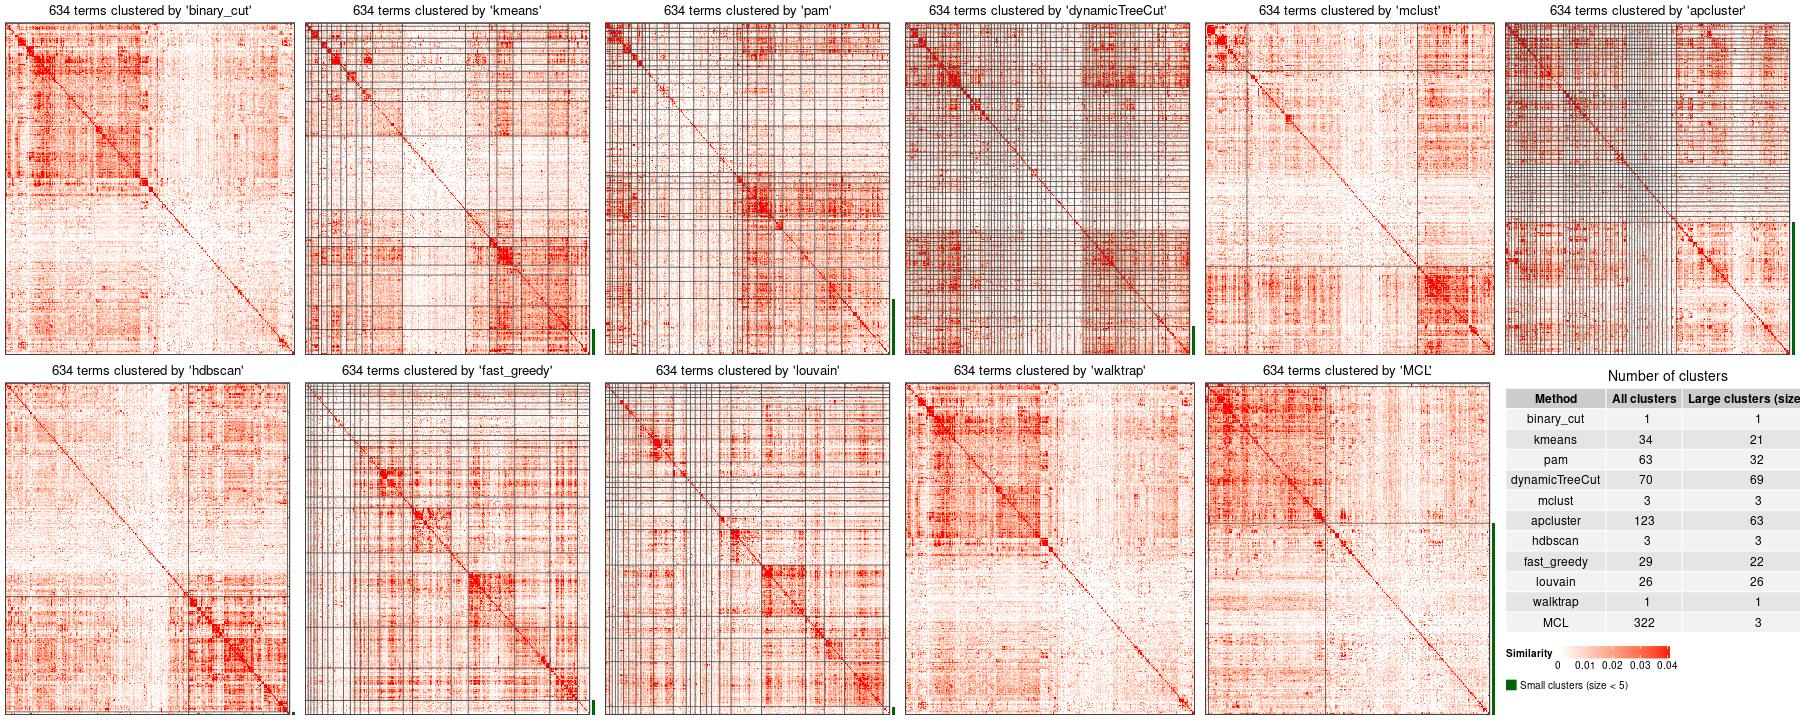 634 terms clustered by 'binary_cut'
634 terms clustered by 'kmeans'
634 terms clustered by 'pam'
634 terms clustered by 'dynamicTreeCut'
634 terms clustered by 'mclust'
634 terms clustered by 'apcluster'
634 terms clustered by 'hdbscan'
634 terms clustered by 'fast_greedy'
634 terms clustered by 'louvain'
634 terms clustered by 'walktrap'
634 terms clustered by 'MCL'
Number of clusters
Method All clusters Large clusters (size
binary_cut 1 1
kmeans 34 21
pam 63 32
dynamicTreeCut 70 69
mclust 3 3
apcluster 123 63
hdbscan 3 3
fast_greedy 29 22
louvain 26 26
walktrap 1 1
MCL 322 3
Similarity
0 0.01 0.02 0.03 0.04
Small clusters (size < 5)